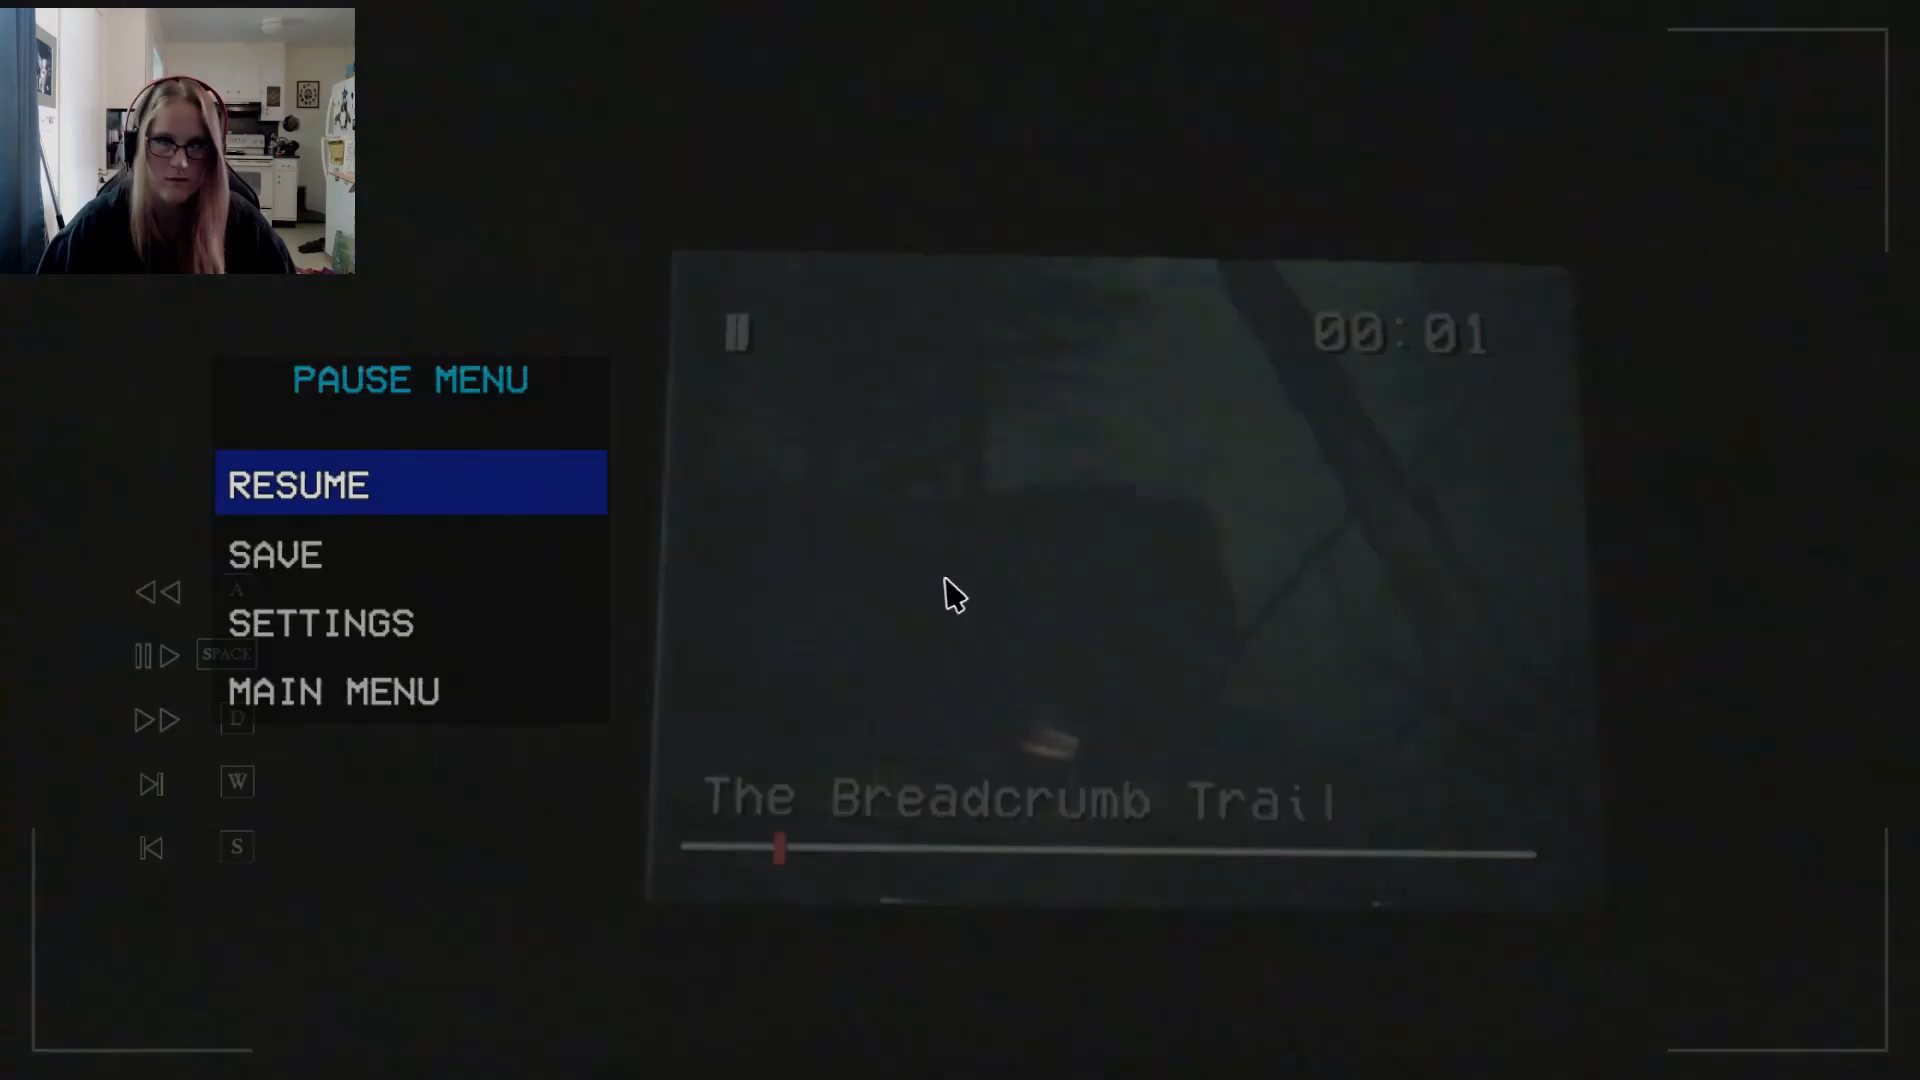 00:01
PAUSE MENU
RESUME
SAVE
A
SETTINGS
SPACE
MAIN MENU
D
W
The Breadcrumb Trail
S